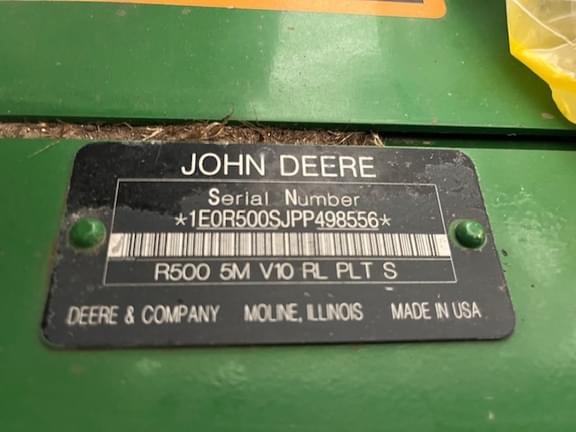 JOHN DEERE
Serial Number
*1E0R500SJPP498556*
R500 5M V10 RL PLT S
DEERE & COMPANY MOLINE, ILLINOIS MADE IN USA